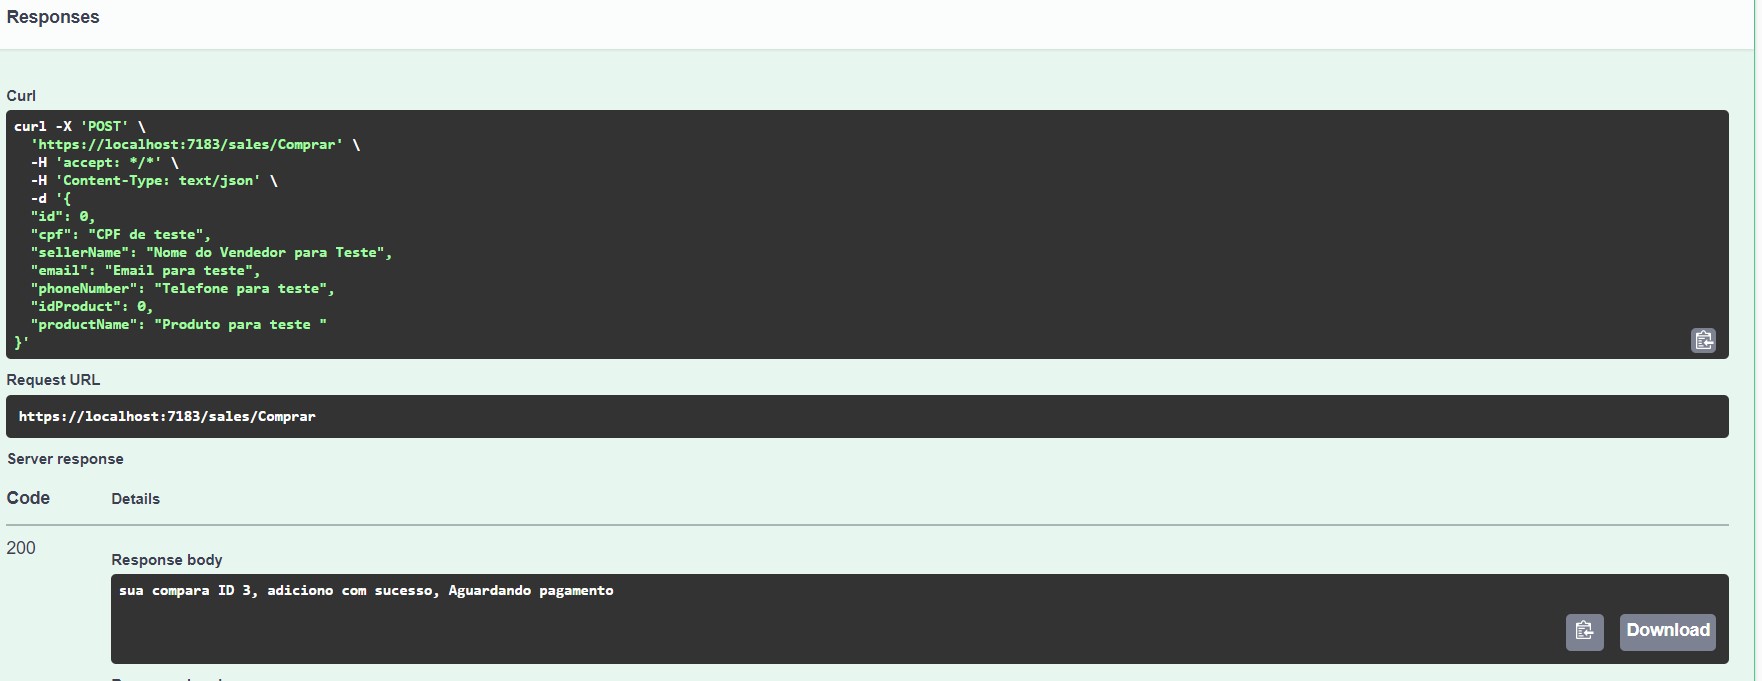 Responses
Curl
curl -X 'POST' \
'https://localhost:7183/sales/Comprar' \
-H 'accept: */*' \
-H 'Content-Type: text/json' \
-d '{
"id": 0,
"cpf": "CPF de teste",
"sellerName": "Nome do Vendedor para Teste",
"email": "Email para teste",
"phoneNumber": "Telefone para teste",
"idProduct": 0,
"productName": "Produto para teste "
}'
Request URL
https://localhost:7183/sales/Comprar
Server response
Code Details
200
Response body
sua compara ID 3, adiciono com sucesso, Aguardando pagamento
Download